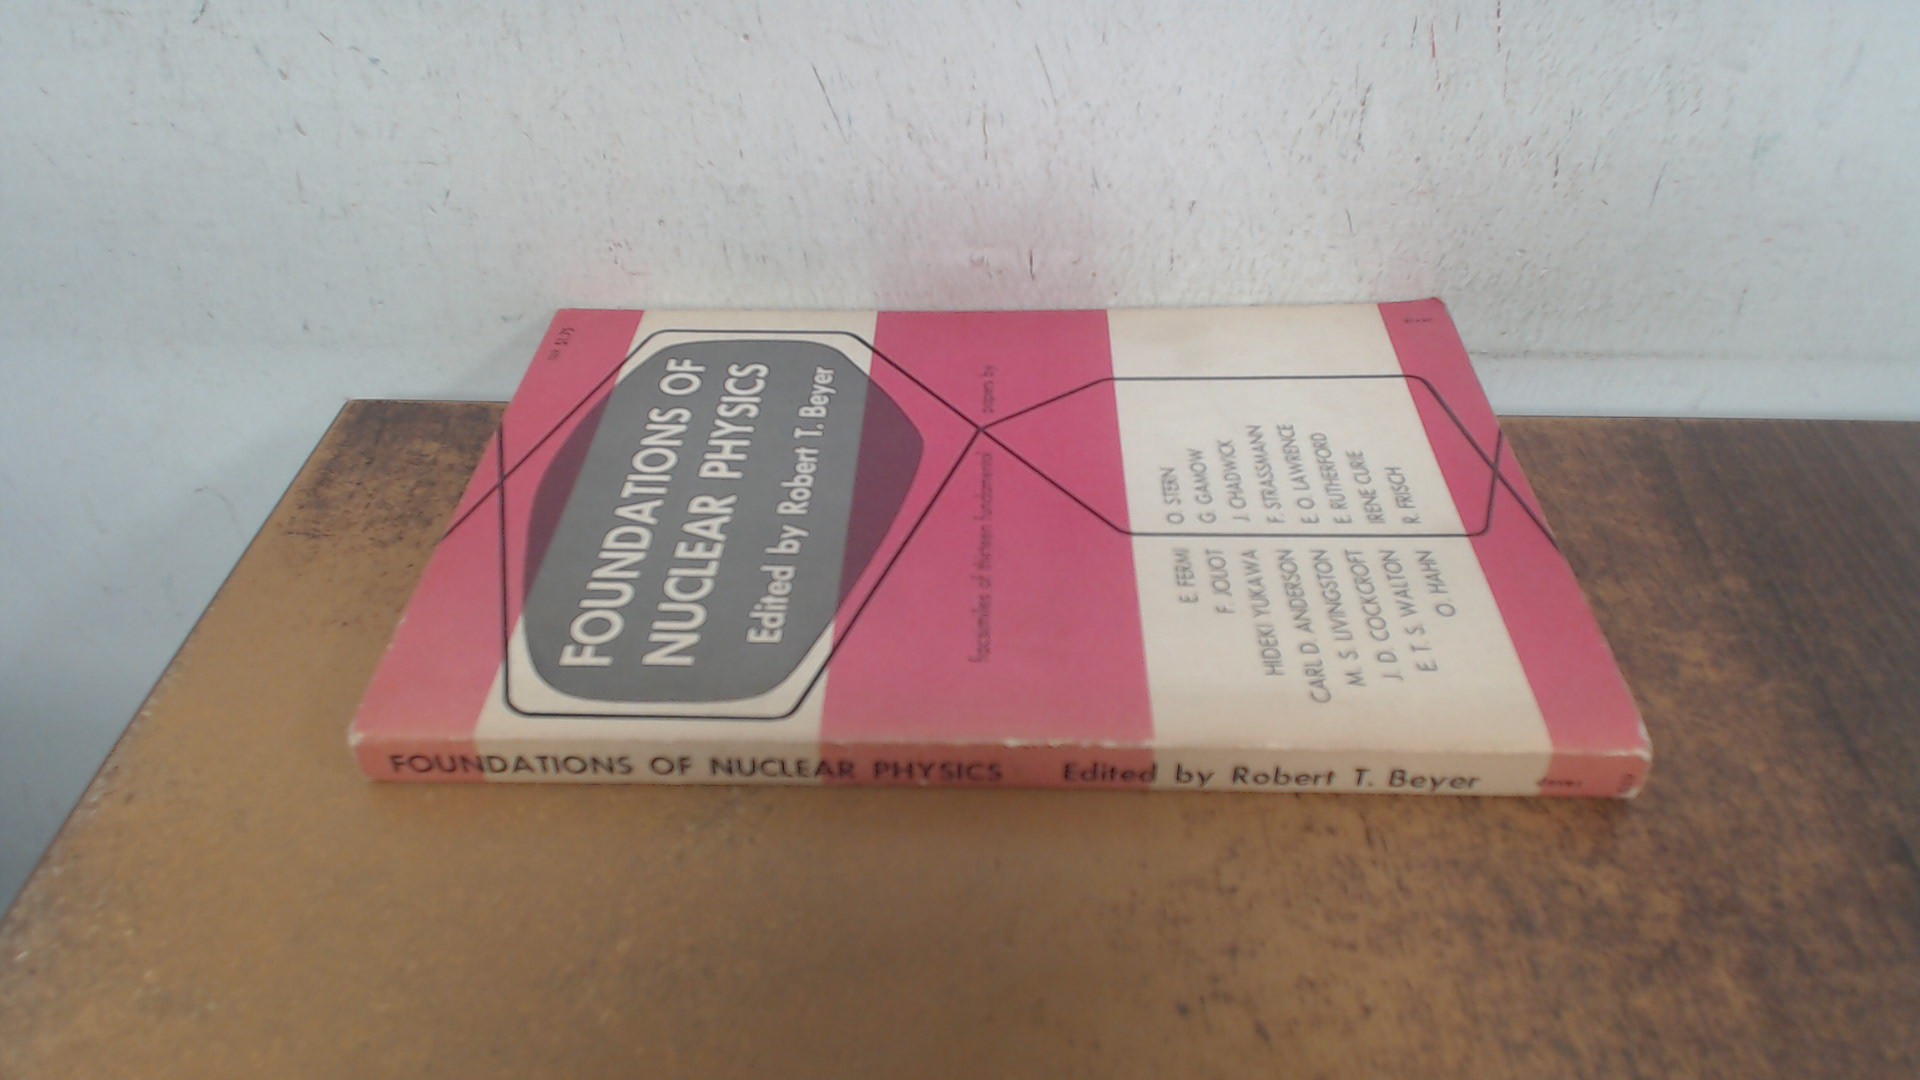 $1.75
FOUNDATIONS OF
NUCLEAR PHYSICS
Edited by Robert T. Beyer
facsimiles of thirteen fundamental papers by
E. FERMI O. STERN
F. JOLIOT G. GAMOW
HIDEKI YUKAWA J. CHADWICK
CARL D. ANDERSON F. STRASSMANN
M. S. LIVINGSTON E. O. LAWRENCE
J. D. COCKCROFT E. RUTHERFORD
E. T. S. WALTON IRENE CURIE
O. HAHN R. FRISCH
FOUNDATIONS OF NUCLEAR PHYSICS Edited by Robert T. Beyer